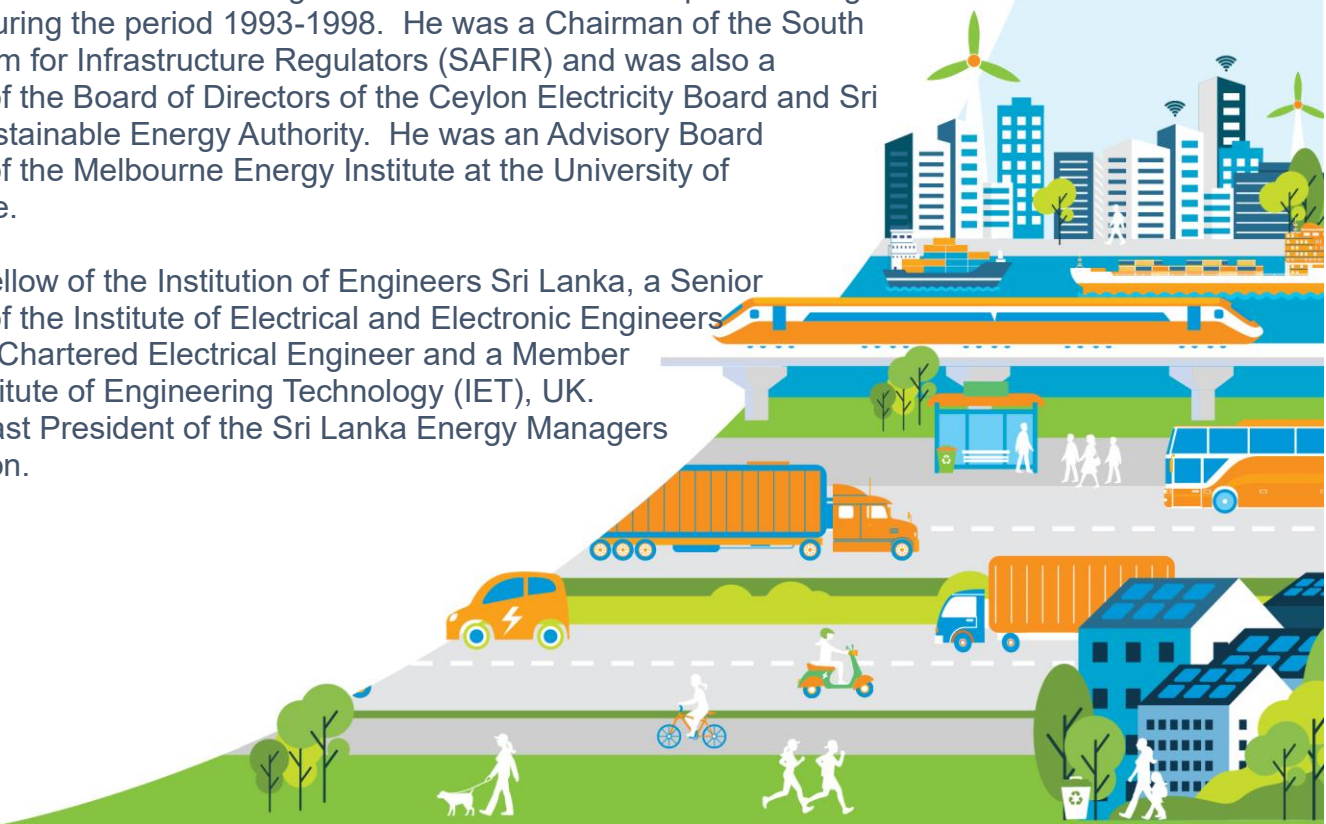 uring the period 1993-1998. He was a Chairman of the South
m for Infrastructure Regulators (SAFIR) and was also a
of the Board of Directors of the Ceylon Electricity Board and Sri
stainable Energy Authority. He was an Advisory Board
of the Melbourne Energy Institute at the University of
e.
ellow of the Institution of Engineers Sri Lanka, a Senior
of the Institute of Electrical and Electronic Engineers
Chartered Electrical Engineer and a Member
itute of Engineering Technology (IET), UK.
ast President of the Sri Lanka Energy Managers
on.